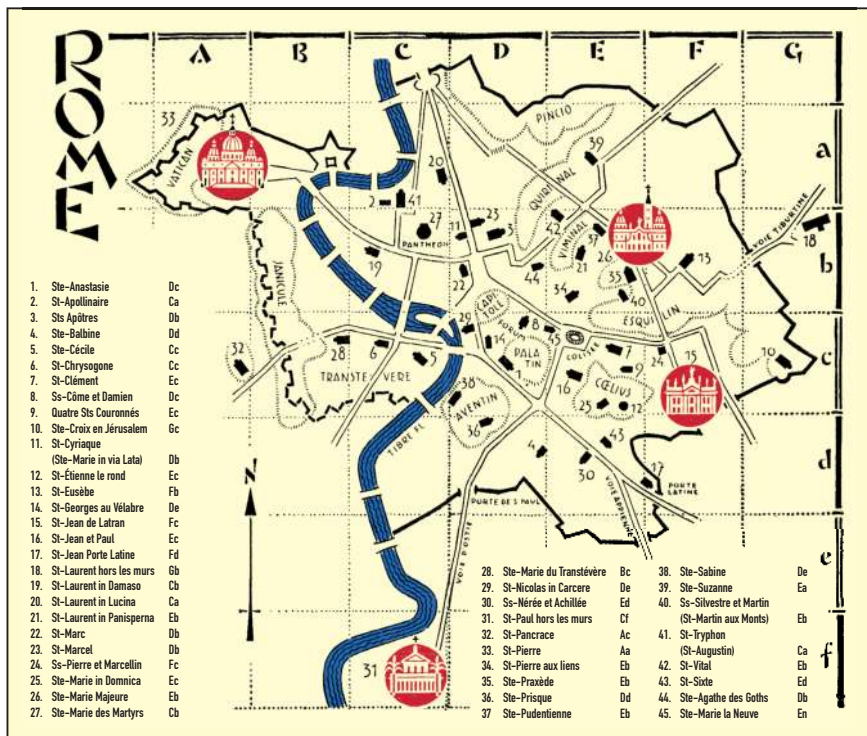 ROME
A B C D E F G
a
b
c
d
e
f
33
VATICAN
PINCIO
39
20
QUIRINAL
2
41
27
PANTHEON
11
23
3
42
VIMINAL
37
26
21
VOIE TIBURTINE
18
13
19
22
44
34
35
40
ESQUILIN
JANICULE
CAPI
TOLE
29
FORUM
8
45
COLISÉE
14
PALA
TIN
1
7
9
24
15
10
32
28
6
5
TRANSTEVERE
16
CŒLIUS
25
12
38
AVENTIN
36
TIBRE FL.
4
43
30
17
PORTE
LATINE
N
PORTE DE S. PAUL
VOIE APPIENNE
VOIE D'OSTIE
31
1. Ste-Anastasie Dc
2. St-Apollinaire Ca
3. Sts Apôtres Db
4. Ste-Balbine Dd
5. Ste-Cécile Cc
6. St-Chrysogone Cc
7. St-Clément Ec
8. Ss-Côme et Damien Dc
9. Quatre Sts Couronnés Ec
10. Ste-Croix en Jérusalem Gc
11. St-Cyriaque
(Ste-Marie in via Lata) Db
12. St-Étienne le rond Ec
13. St-Eusèbe Fb
14. St-Georges au Vélabre De
15. St-Jean de Latran Fc
16. St-Jean et Paul Ec
17. St-Jean Porte Latine Fd
18. St-Laurent hors les murs Gb
19. St-Laurent in Damaso Cb
20. St-Laurent in Lucina Ca
21. St-Laurent in Panisperna Eb
22. St-Marc Db
23. St-Marcel Db
24. Ss-Pierre et Marcellin Fc
25. Ste-Marie in Domnica Ec
26. Ste-Marie Majeure Eb
27. Ste-Marie des Martyrs Cb
28. Ste-Marie du Transtévère Bc
29. St-Nicolas in Carcere De
30. Ss-Nérée et Achillée Ed
31. St-Paul hors les murs Cf
32. St-Pancrace Ac
33. St-Pierre Aa
34. St-Pierre aux liens Eb
35. Ste-Praxède Eb
36. Ste-Prisque Dd
37 Ste-Pudentienne Eb
38. Ste-Sabine De
39. Ste-Suzanne Ea
40. Ss-Silvestre et Martin
(St-Martin aux Monts) Eb
41. St-Tryphon
(St-Augustin) Ca
42. St-Vital Eb
43. St-Sixte Ed
44. Ste-Agathe des Goths Db
45. Ste-Marie la Neuve En